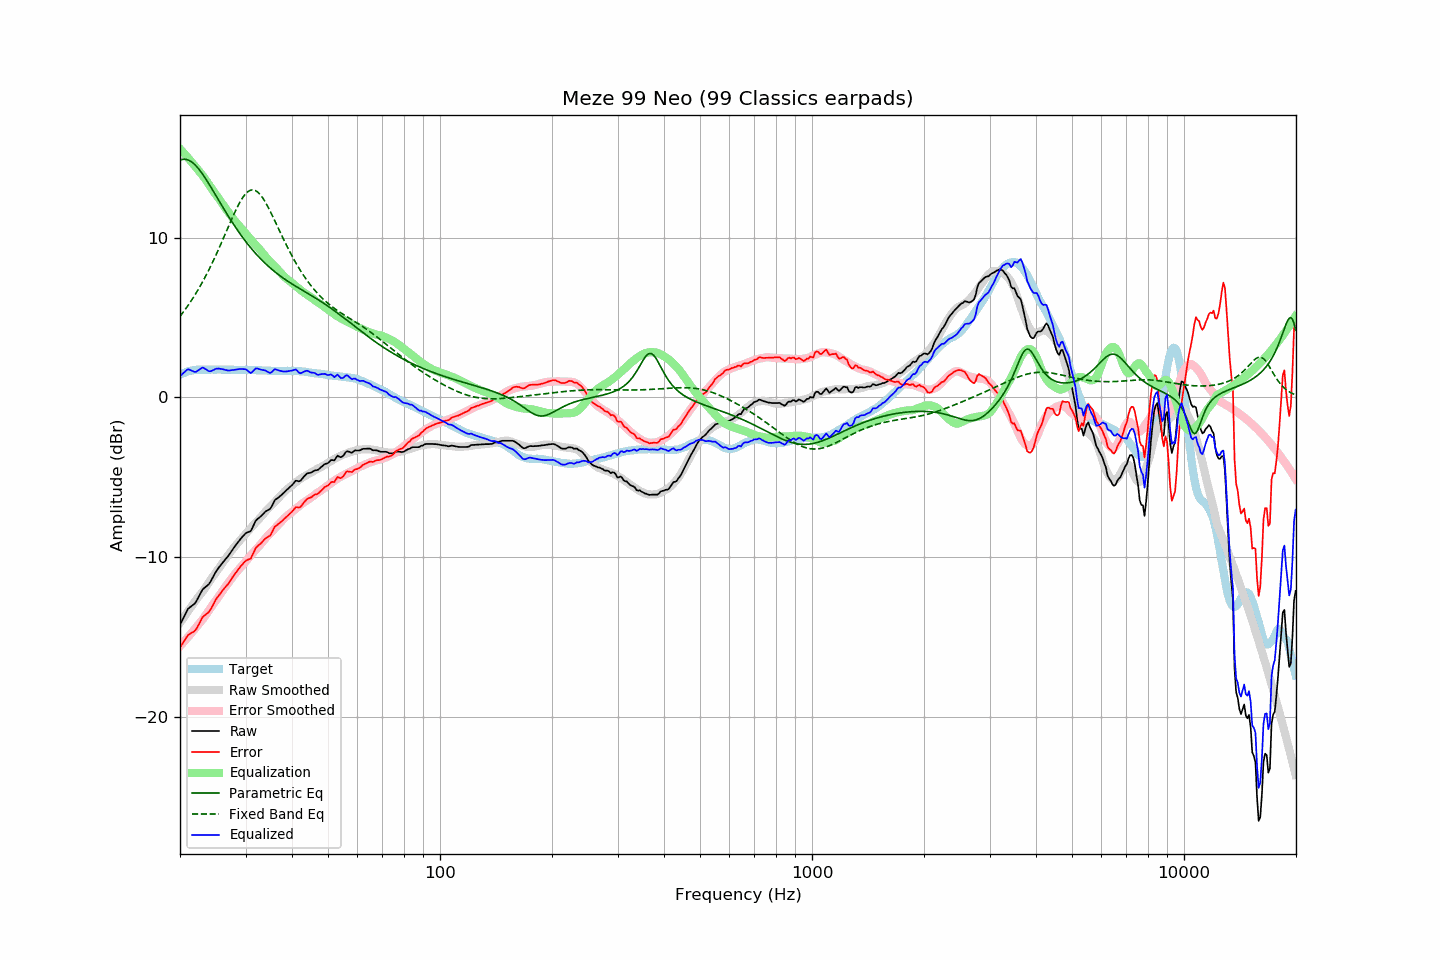 Meze 99 Neo (99 Classics earpads)
Amplitude (dBr)
10
0
−10
−20
Target
Raw Smoothed
Error Smoothed
Raw
Error
Equalization
Parametric Eq
Fixed Band Eq
Equalized
100
1000
10000
Frequency (Hz)